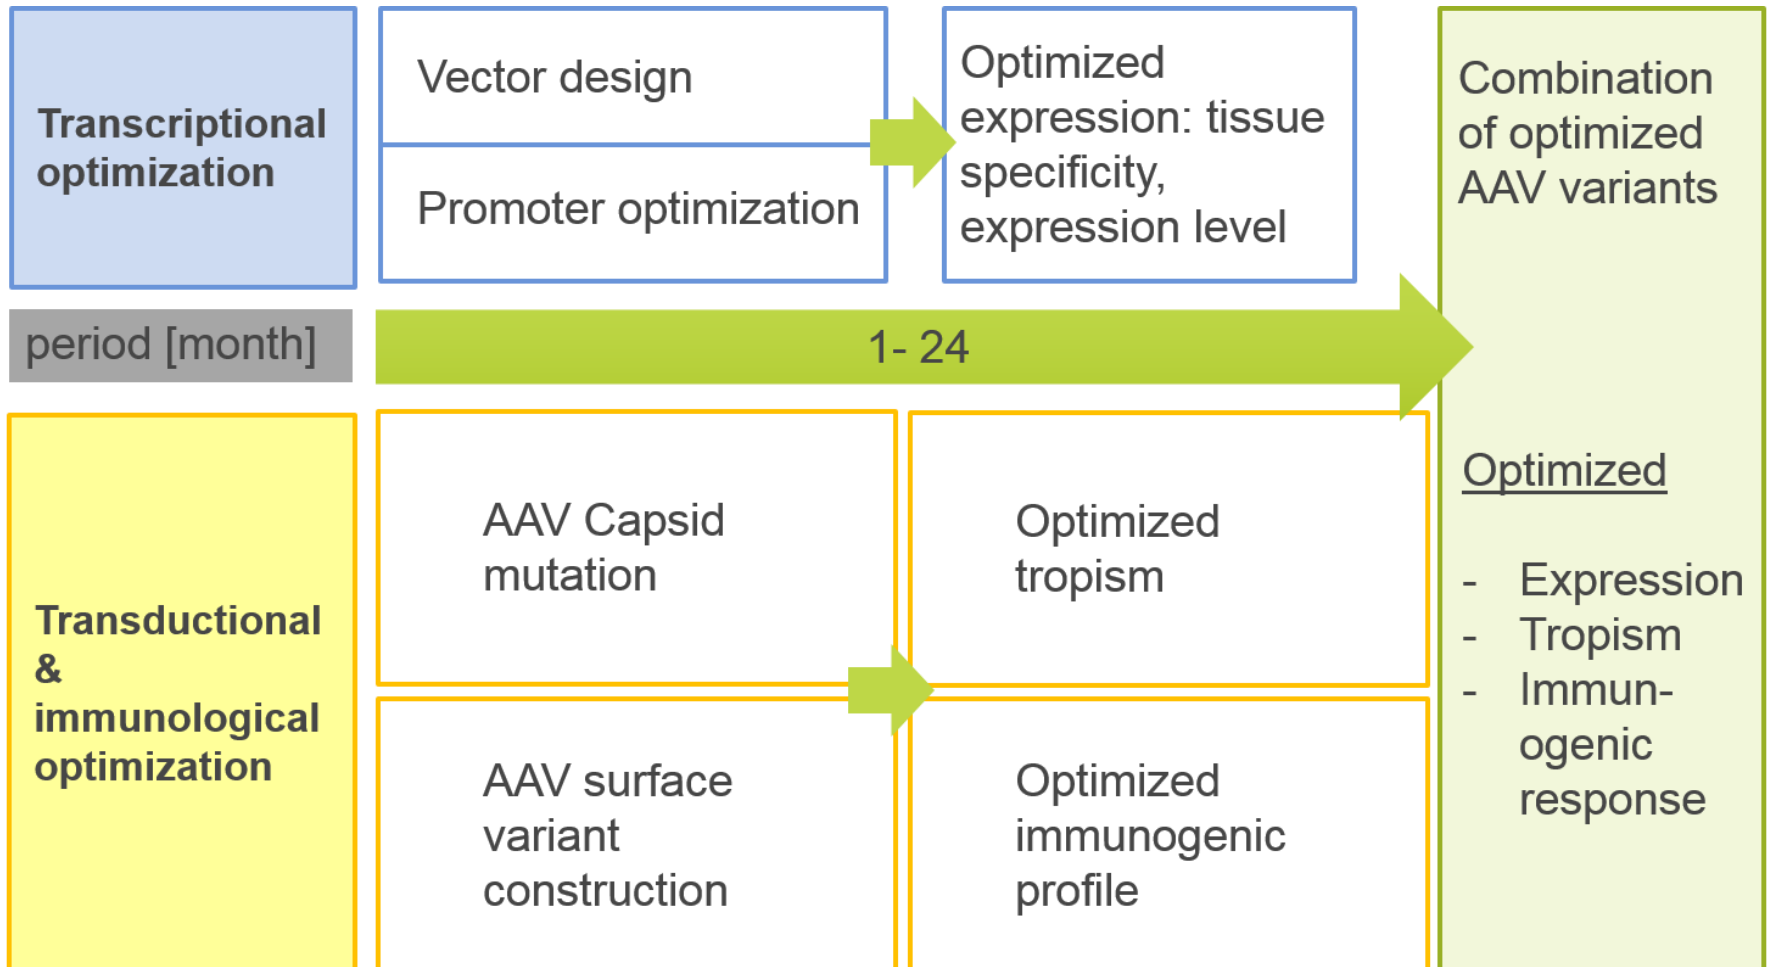 Transcriptional
optimization
Vector design
Promoter optimization
Optimized
expression: tissue
specificity,
expression level
Combination
of optimized
AAV variants
period [month]
1- 24
Transductional
&
immunological
optimization
AAV Capsid
mutation
Optimized
tropism
AAV surface
variant
construction
Optimized
immunogenic
profile
Optimized
- Expression
- Tropism
- Immun-
ogenic
response